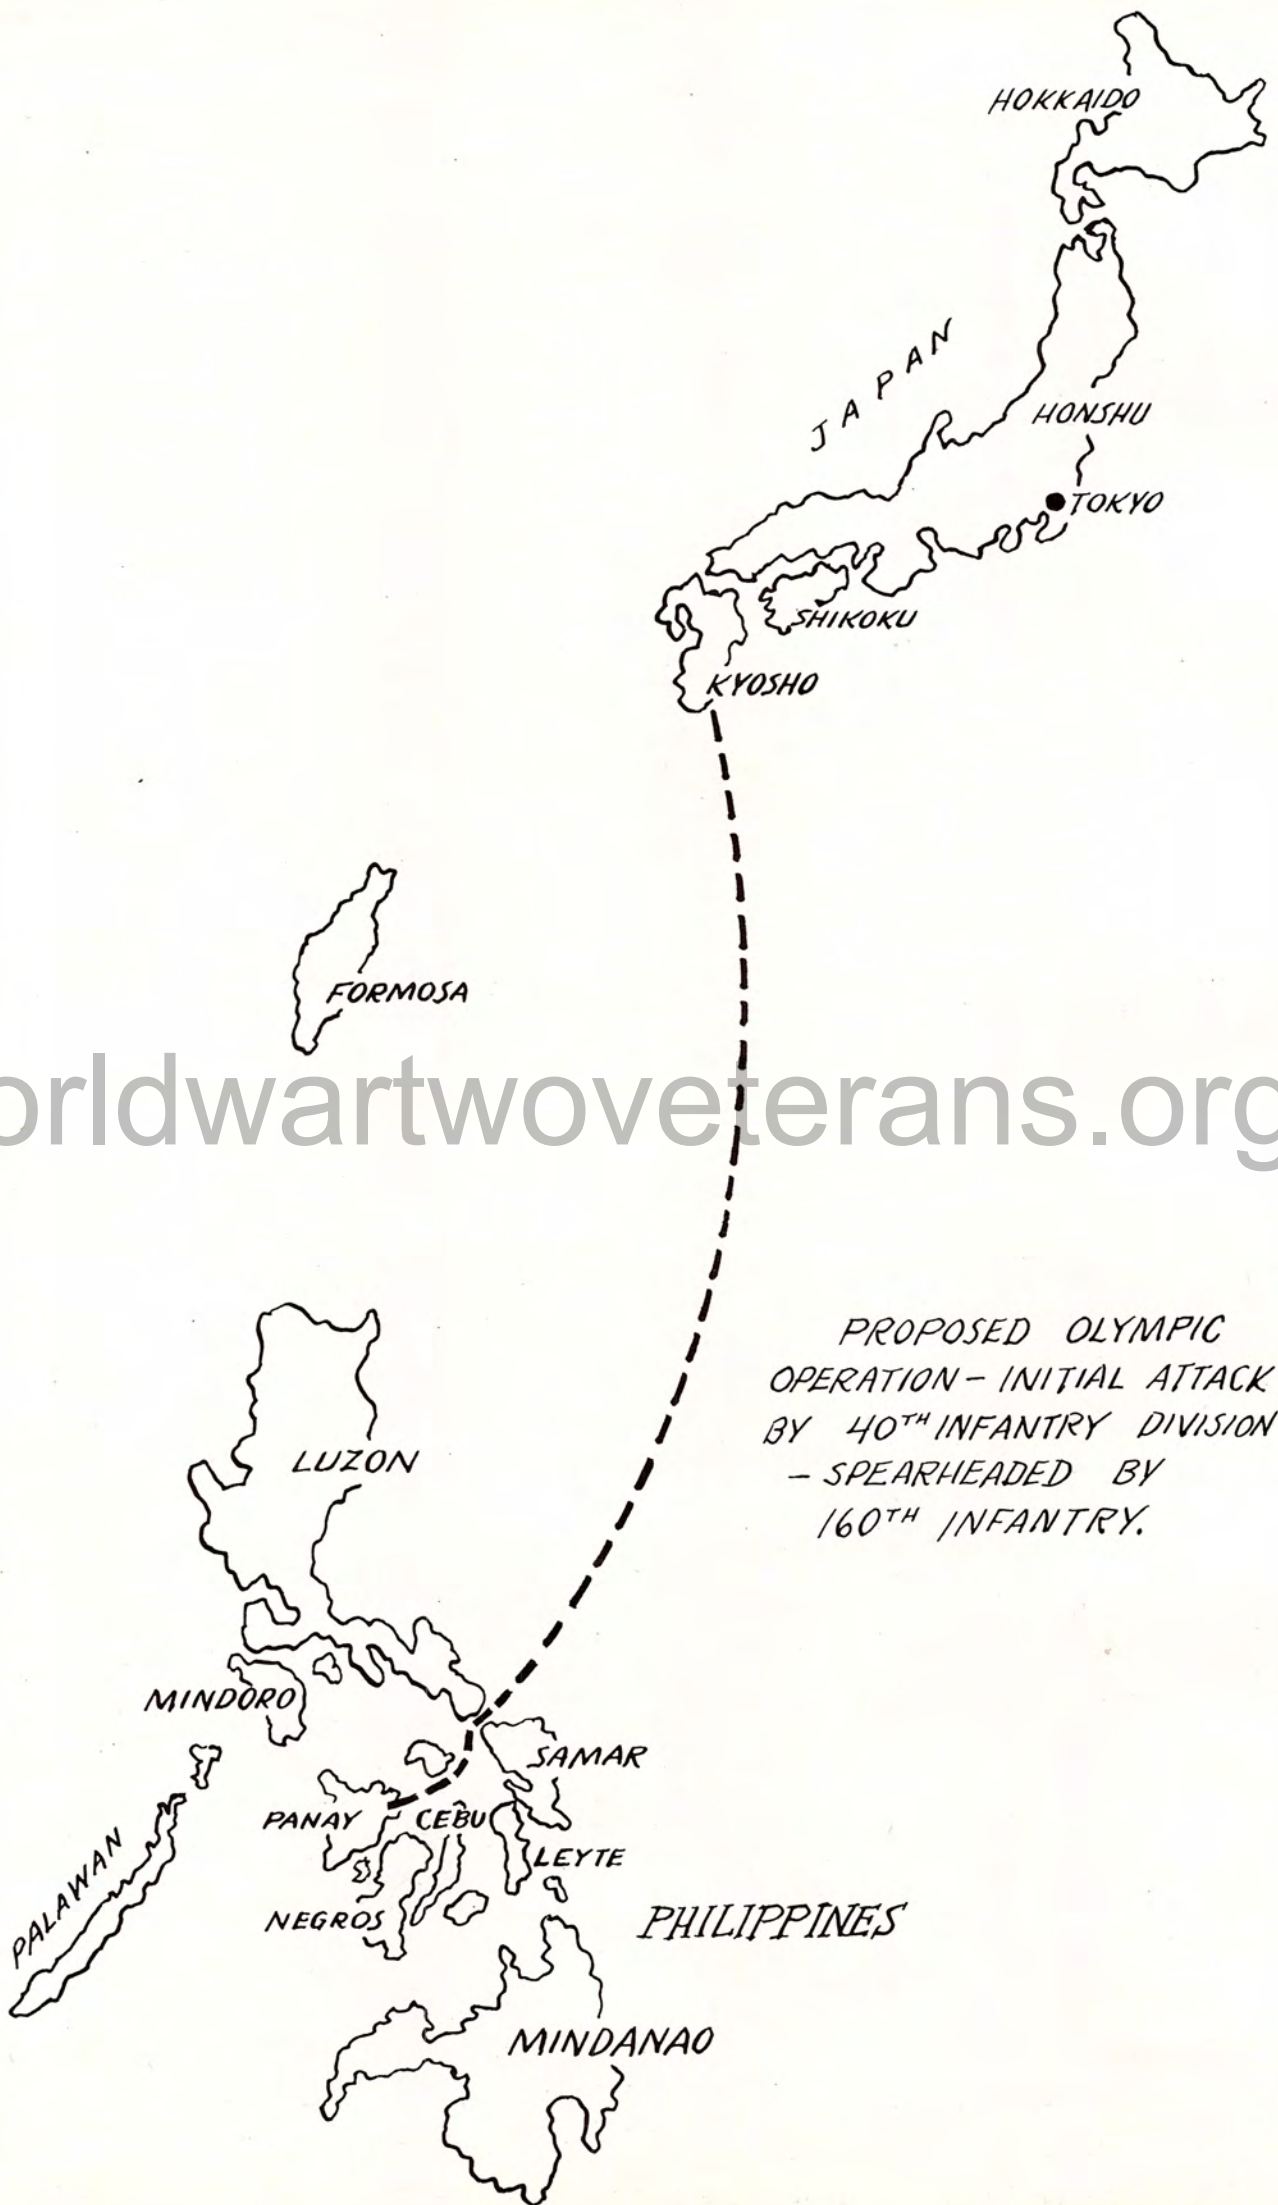 HOKKAIDO
JAPAN
HONSHU
TOKYO
SHIKOKU
KYOSHO
FORMOSA
orldwartwoveterans.org
PROPOSED OLYMPIC
OPERATION – INITIAL ATTACK
BY 40TH INFANTRY DIVISION
– SPEARHEADED BY
160TH INFANTRY.
LUZON
MINDORO
SAMAR
PANAY
CEBU
LEYTE
PALAWAN
NEGROS
PHILIPPINES
MINDANAO